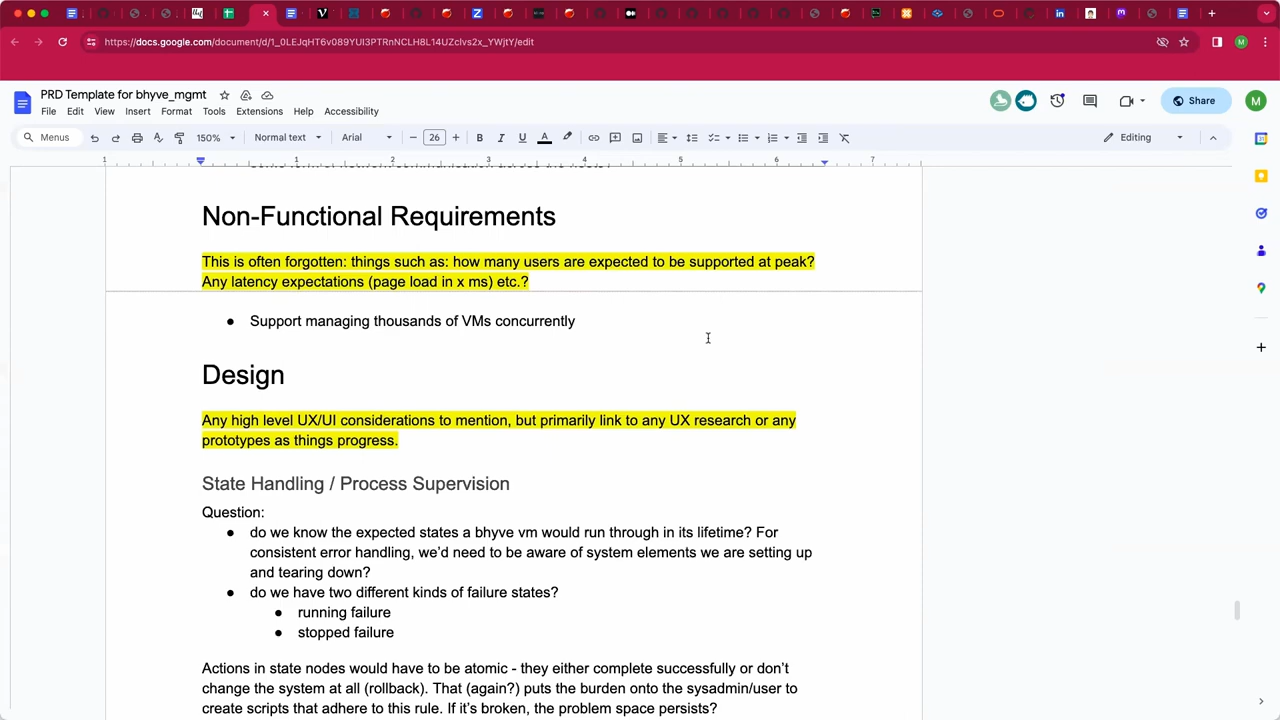 https://docs.google.com/document/d/1_0LEJqHT6v089YUI3PTRnNCLH8L14UZclvs2x_YWjtY/edit
M
PRD Template for bhyve_mgmt
File Edit View Insert Format Tools Extensions Help Accessibility
Share
M
Menus 150% Normal text Arial 26 B I U A Editing
1 1 2 3 4 5 6 7
Non-Functional Requirements
This is often forgotten: things such as: how many users are expected to be supported at peak?
Any latency expectations (page load in x ms) etc.?
● Support managing thousands of VMs concurrently
Design
Any high level UX/UI considerations to mention, but primarily link to any UX research or any
prototypes as things progress.
State Handling / Process Supervision
Question:
● do we know the expected states a bhyve vm would run through in its lifetime? For
consistent error handling, we'd need to be aware of system elements we are setting up
and tearing down?
● do we have two different kinds of failure states?
● running failure
● stopped failure
Actions in state nodes would have to be atomic - they either complete successfully or don't
change the system at all (rollback). That (again?) puts the burden onto the sysadmin/user to
create scripts that adhere to this rule. If it's broken, the problem space persists?